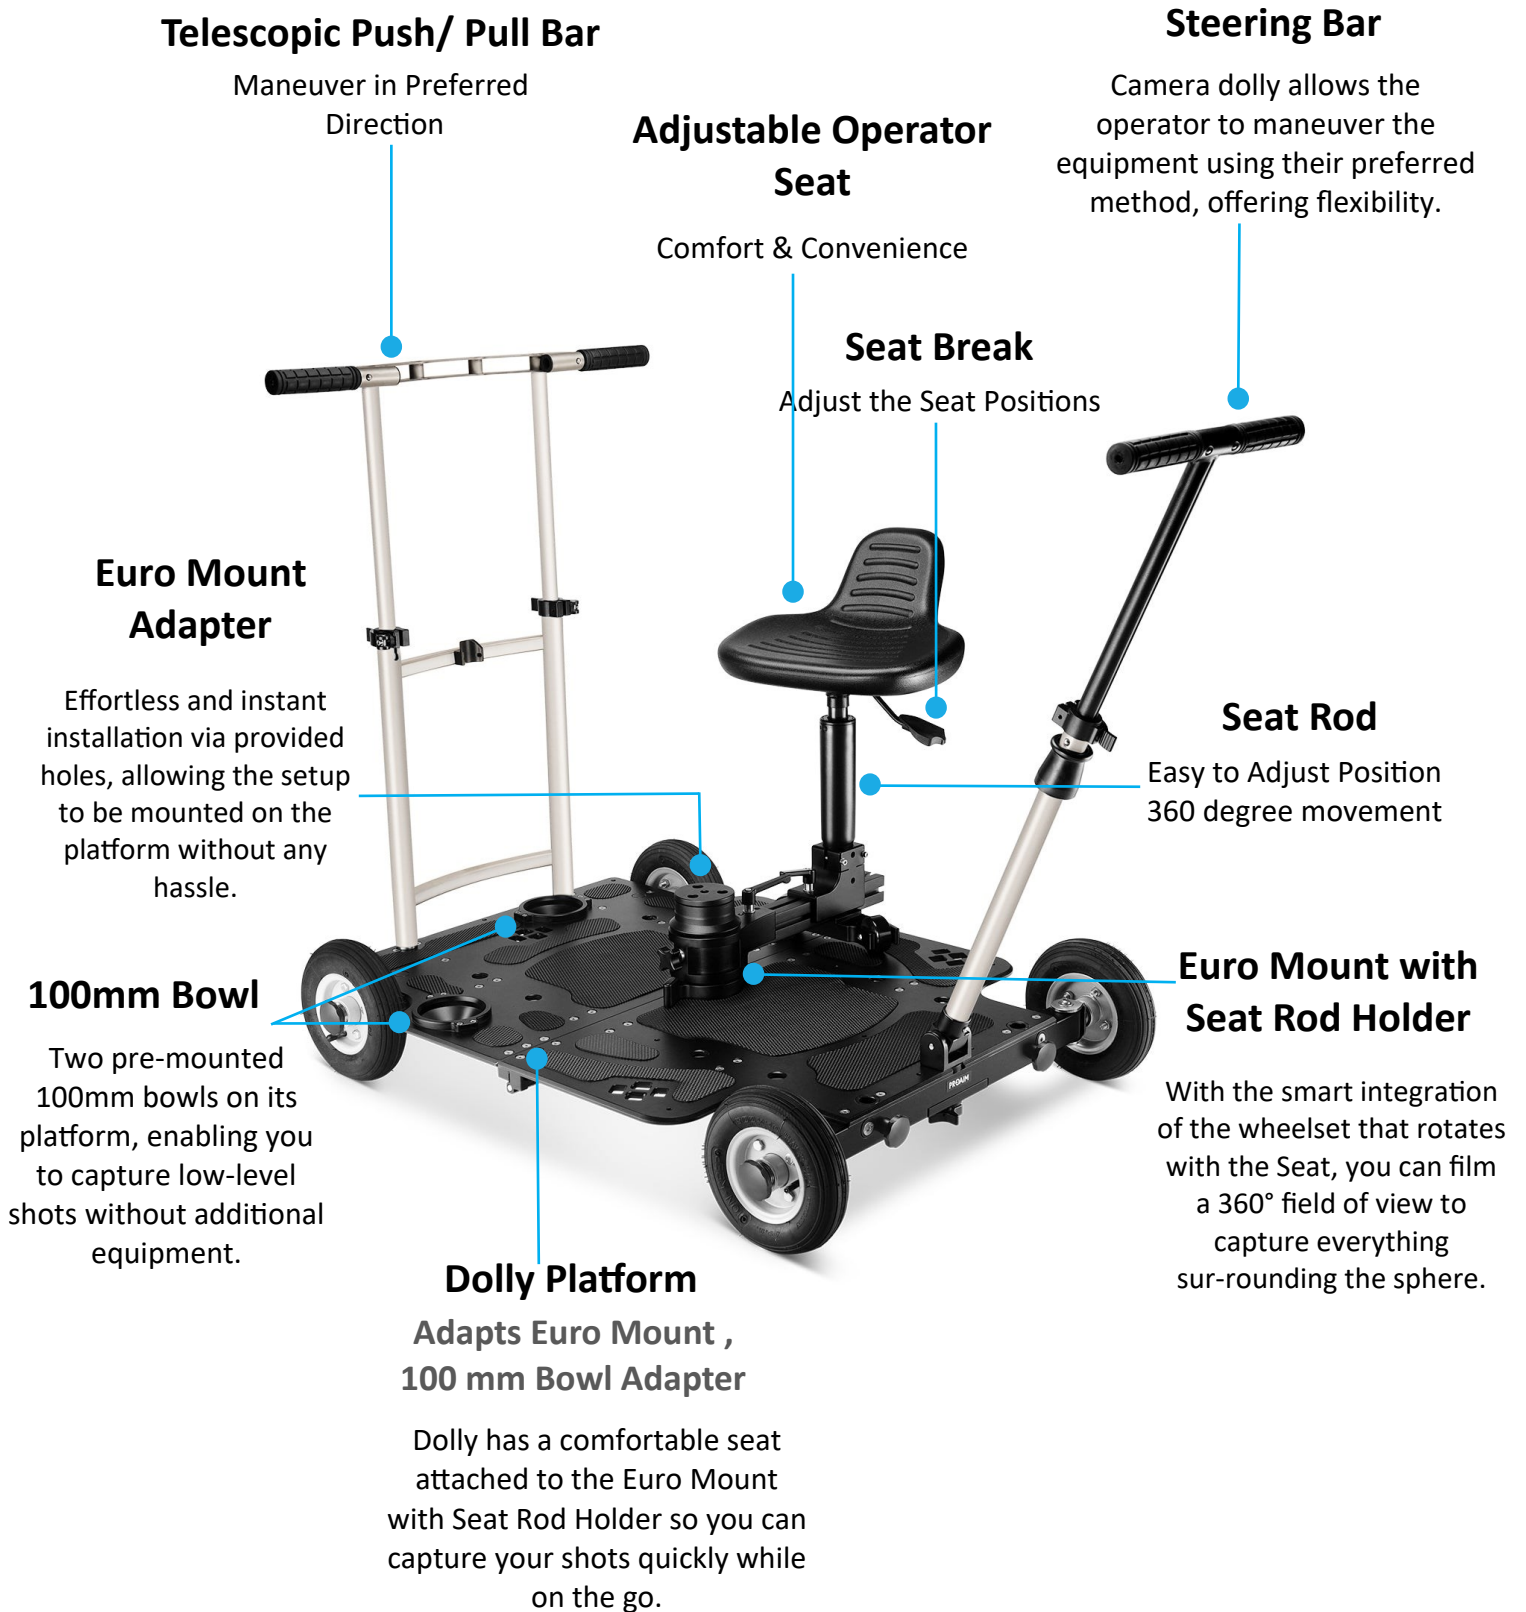 Telescopic Push/ Pull Bar
Maneuver in Preferred
Direction
Steering Bar
Camera dolly allows the
operator to maneuver the
equipment using their preferred
method, offering flexibility.
Adjustable Operator
Seat
Comfort & Convenience
Seat Break
Adjust the Seat Positions
Euro Mount
Adapter
Effortless and instant
installation via provided
holes, allowing the setup
to be mounted on the
platform without any
hassle.
Seat Rod
Easy to Adjust Position
360 degree movement
100mm Bowl
Two pre-mounted
100mm bowls on its
platform, enabling you
to capture low-level
shots without additional
equipment.
Euro Mount with
Seat Rod Holder
With the smart integration
of the wheelset that rotates
with the Seat, you can film
a 360° field of view to
capture everything
sur-rounding the sphere.
PROAIM
Dolly Platform
Adapts Euro Mount ,
100 mm Bowl Adapter
Dolly has a comfortable seat
attached to the Euro Mount
with Seat Rod Holder so you can
capture your shots quickly while
on the go.